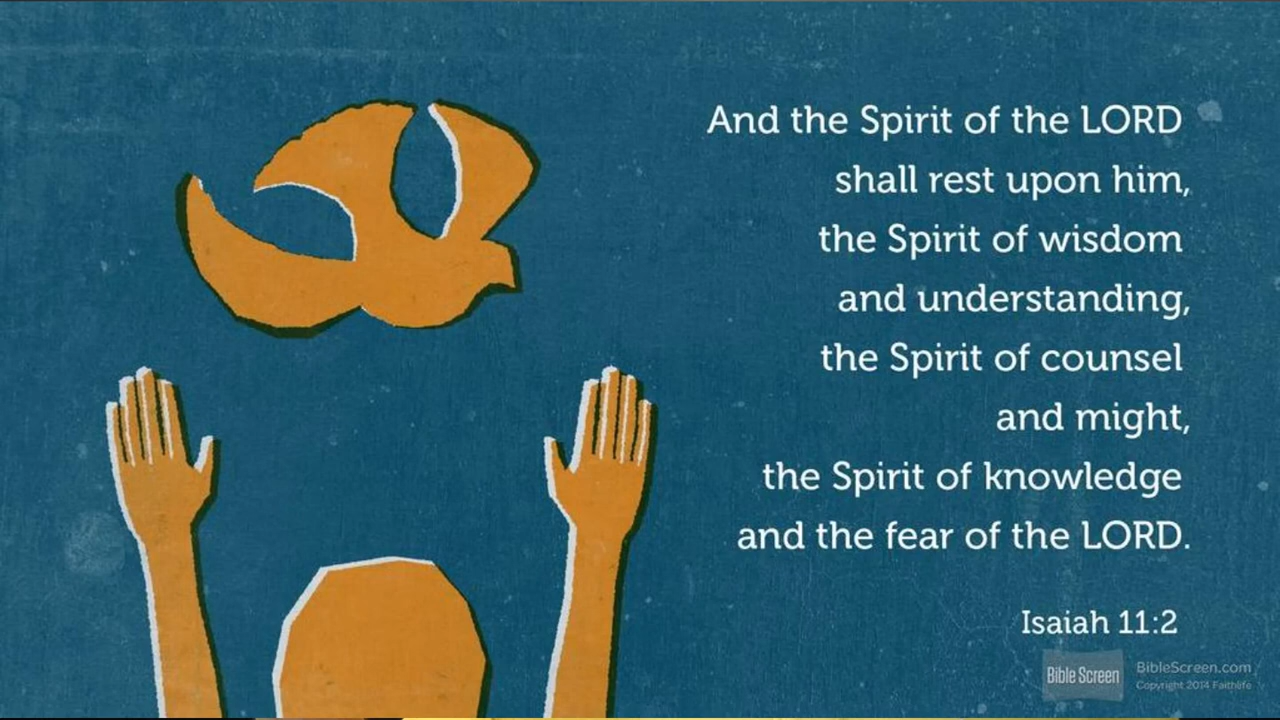 And the Spirit of the LORD
shall rest upon him,
the Spirit of wisdom
and understanding,
the Spirit of counsel
and might,
the Spirit of knowledge
and the fear of the LORD.
Isaiah 11:2
Bible Screen
BibleScreen.com
Copyright 2014 Faithlife